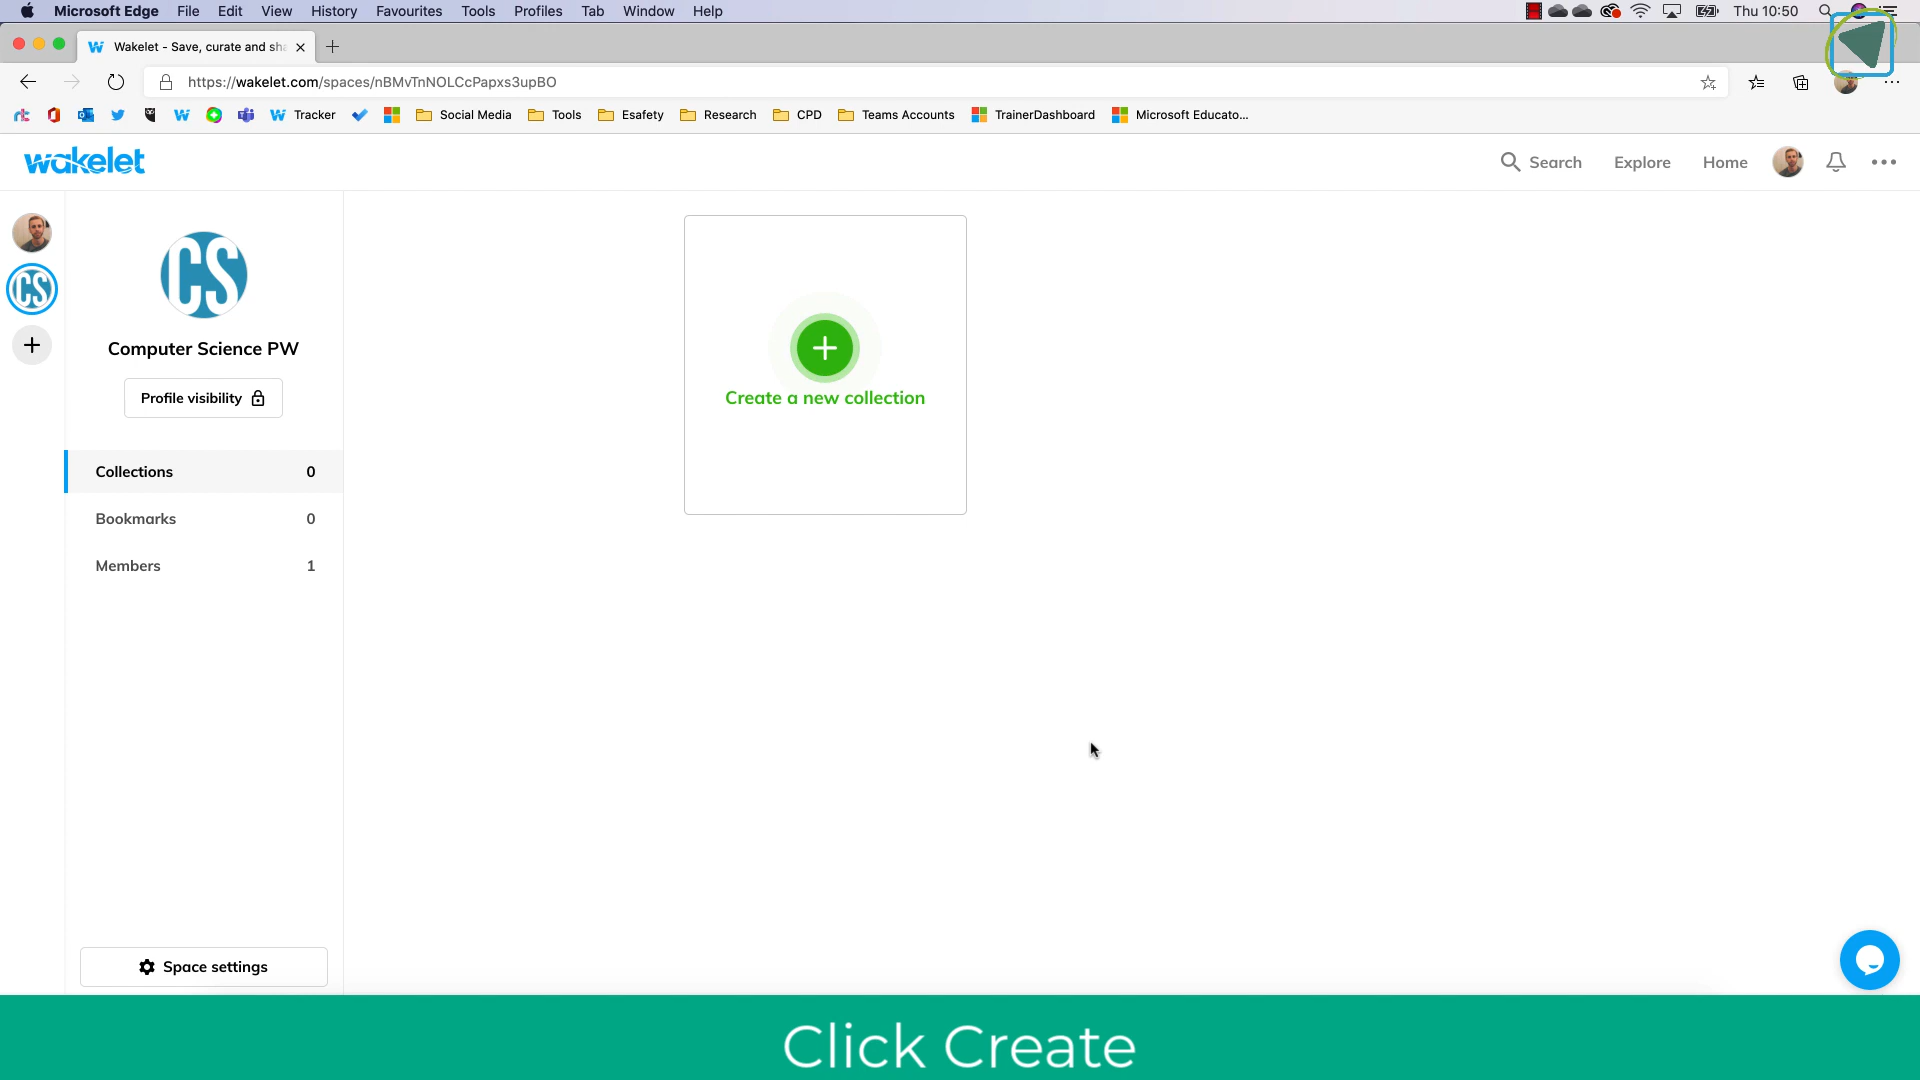 Microsoft Edge File Edit View History Favourites Tools Profiles Tab Window Help Thu 10:50
Wakelet - Save, curate and sha
https://wakelet.com/spaces/nBMvTnNOLCcPapxs3upBO
Tracker Social Media Tools Esafety Research CPD Teams Accounts TrainerDashboard Microsoft Educato...
wakelet Search Explore Home
CS
CS
Computer Science PW
Profile visibility
Collections 0
Bookmarks 0
Members 1
Create a new collection
Space settings
Click Create